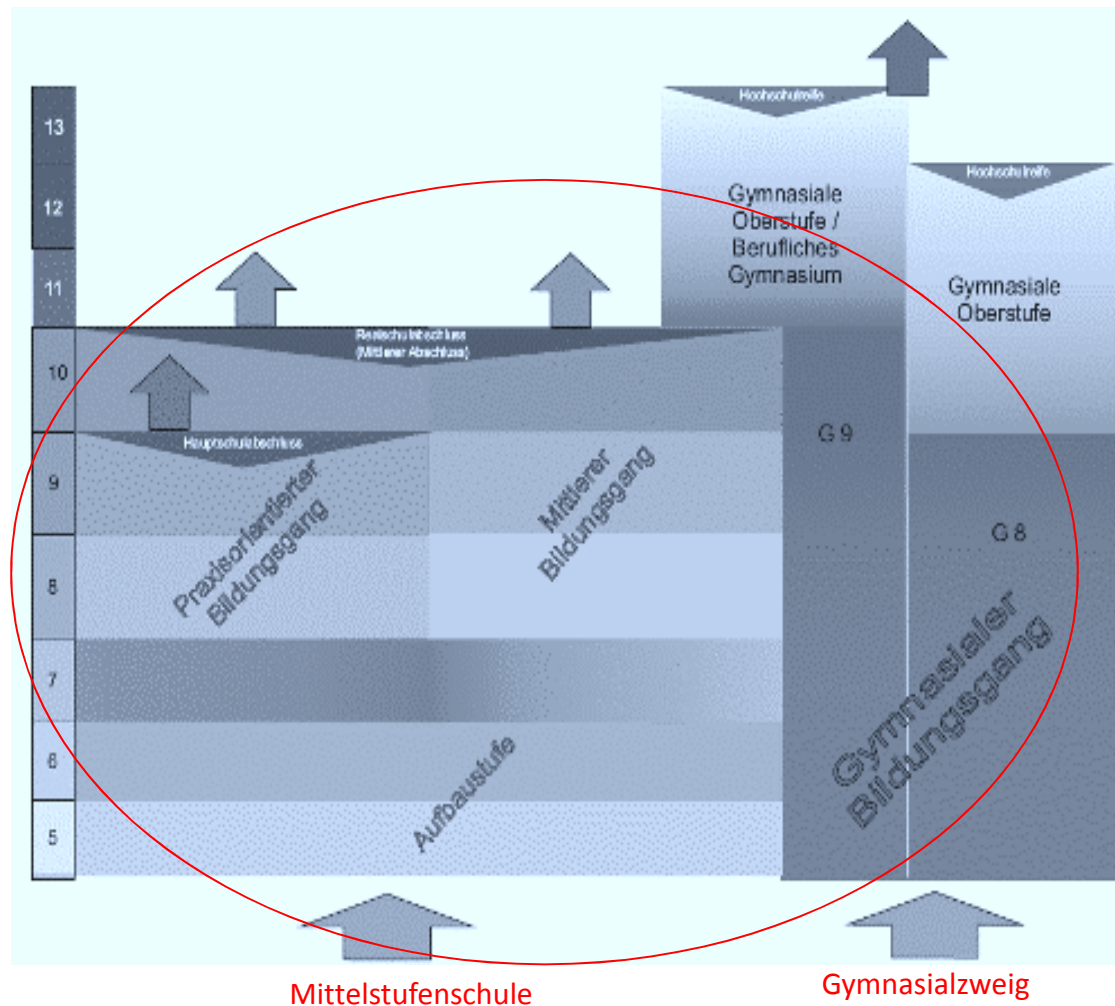 Hochschulreife
13
Hochschulreife
12
Gymnasiale
Oberstufe /
Berufliches
Gymnasium
11
Gymnasiale
Oberstufe
Realschulabschluss
(Mittlerer Abschluss)
10
Hauptschulabschluss
G 9
9
Praxisorientierter
Bildungsgang
Mittlerer
Bildungsgang
G 8
8
7
Gymnasialer
Bildungsgang
6
Aufbaustufe
5
Mittelstufenschule
Gymnasialzweig